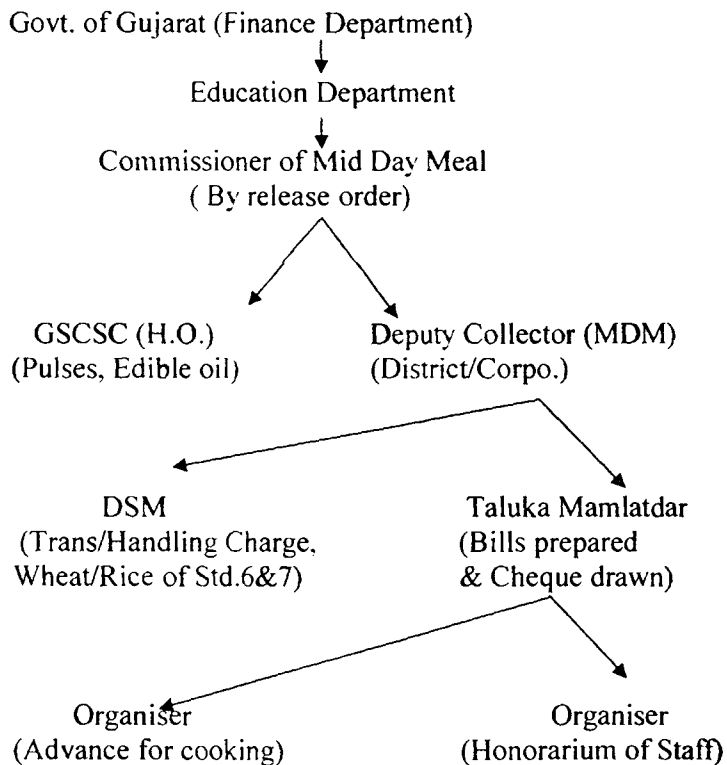 Govt. of Gujarat (Finance Department)
Education Department
Commissioner of Mid Day Meal
( By release order)
GSCSC (H.O.)
(Pulses, Edible oil)
Deputy Collector (MDM)
(District/Corpo.)
DSM
(Trans/Handling Charge,
Wheat/Rice of Std.6&7)
Taluka Mamlatdar
(Bills prepared
& Cheque drawn)
Organiser
(Advance for cooking)
Organiser
(Honorarium of Staff)